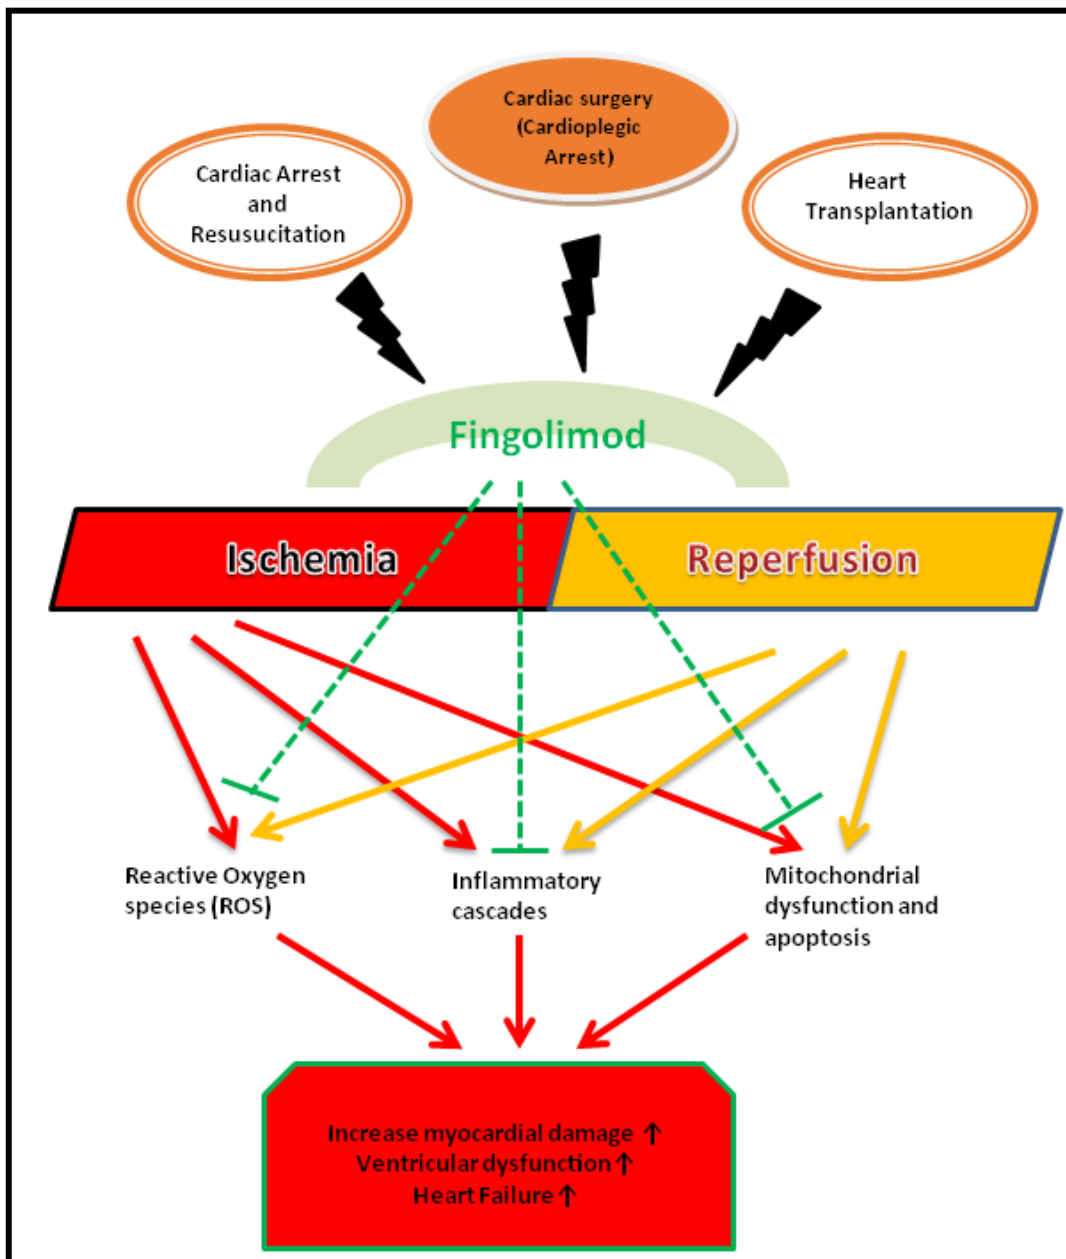 Cardiac surgery
(Cardioplegic
Arrest)
Cardiac Arrest
and
Resusucitation
Heart
Transplantation
Fingolimod
Ischemia
Reperfusion
Reactive Oxygen
species (ROS)
Inflammatory
cascades
Mitochondrial
dysfunction and
apoptosis
Increase myocardial damage ↑
Ventricular dysfunction ↑
Heart Failure ↑